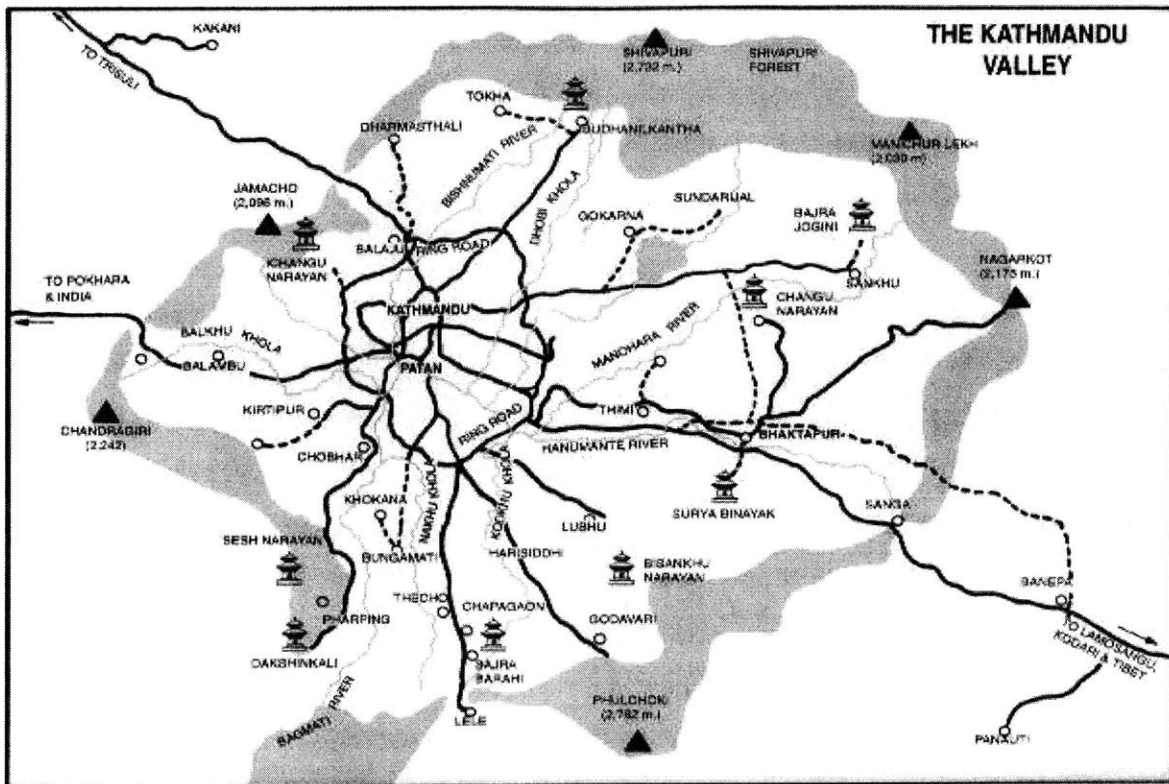 THE KATHMANDU
VALLEY
KAKANI
TO TRISULI
SHIVAPURI
(2,732 m.)
SHIVAPURI
FOREST
TOKHA
BUDHANILKANTHA
DHARMASTHALI
BISHNUMATI RIVER
MANICHUR LEKH
JAMACHO
(2,096 m.)
DHOBI KHOLA
SUNDARIJAL
GOKARNA
BAJRA
JOGINI
BALAJU
RING ROAD
ICHANGU
NARAYAN
NAGARKOT
(2,175 m.)
TO POKHARA
& INDIA
SANKHU
CHANGU
NARAYAN
KATHMANDU
BALKHU KHOLA
MANOHARA RIVER
BALAMBU
PATAN
KIRTIPUR
THIMI
RING ROAD
CHANDRAGIRI
(2,242)
BHAKTAPUR
HANUMANTE RIVER
CHOBHAR
KHOKANA
NAKHU KHOLA
LUBHU
SURYA BINAYAK
SANGA
SESH NARAYAN
BUNGAMATI
HARISIDDHI
BISANKHU
NARAYAN
BANEPA
THECHO
CHAPAGAON
PHARPING
GODAVARI
TO LAMOSANGU,
KODARI & TIBET
DAKSHINKALI
BAJRA
BARAHI
BAGMATI RIVER
LELE
PHULCHOKI
(2,762 m.)
PANAUTI